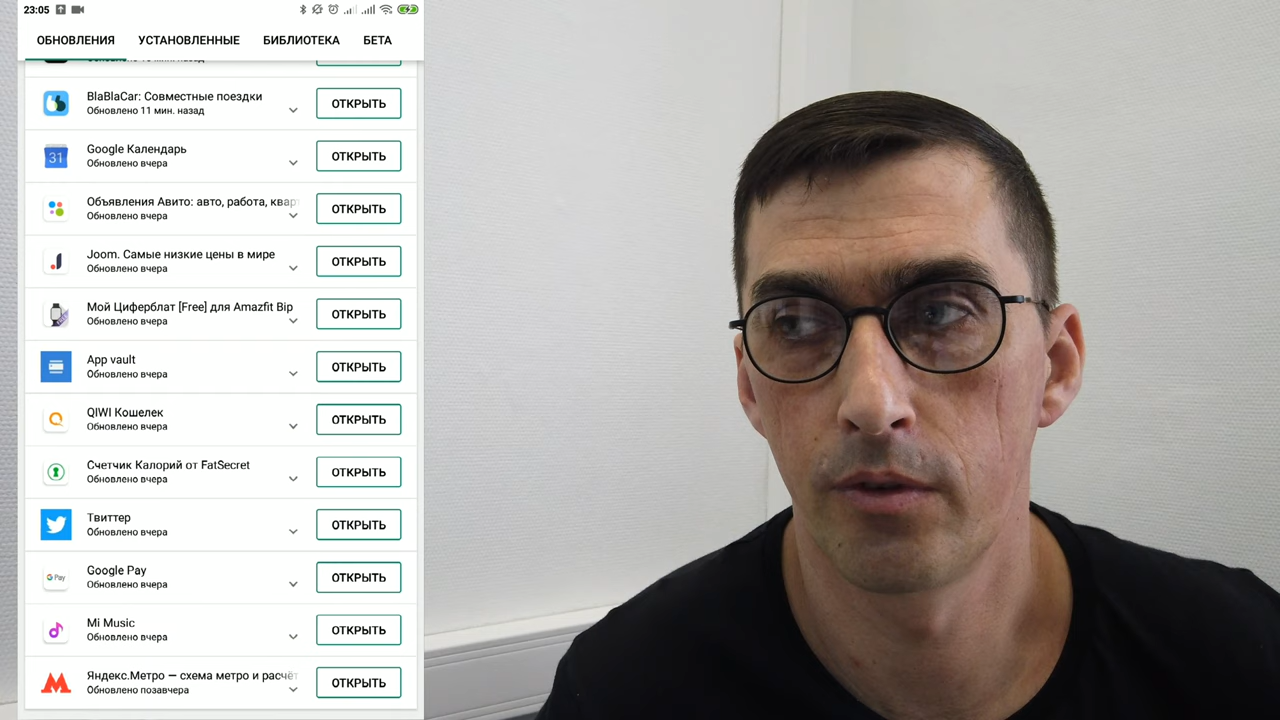 23:05
ОБНОВЛЕНИЯ УСТАНОВЛЕННЫЕ БИБЛИОТЕКА БЕТА
BlaBlaCar: Совместные поездки
Обновлено 11 мин. назад
ОТКРЫТЬ
31
Google Календарь
Обновлено вчера
ОТКРЫТЬ
Объявления Авито: авто, работа, кварт
Обновлено вчера
ОТКРЫТЬ
Joom. Самые низкие цены в мире
Обновлено вчера
ОТКРЫТЬ
Мой Циферблат [Free] для Amazfit Bip
Обновлено вчера
ОТКРЫТЬ
App vault
Обновлено вчера
ОТКРЫТЬ
QIWI Кошелек
Обновлено вчера
ОТКРЫТЬ
Счетчик Калорий от FatSecret
Обновлено вчера
ОТКРЫТЬ
Твиттер
Обновлено вчера
ОТКРЫТЬ
G Pay
Google Pay
Обновлено вчера
ОТКРЫТЬ
Mi Music
Обновлено вчера
ОТКРЫТЬ
Яндекс.Метро — схема метро и расчёт
Обновлено позавчера
ОТКРЫТЬ